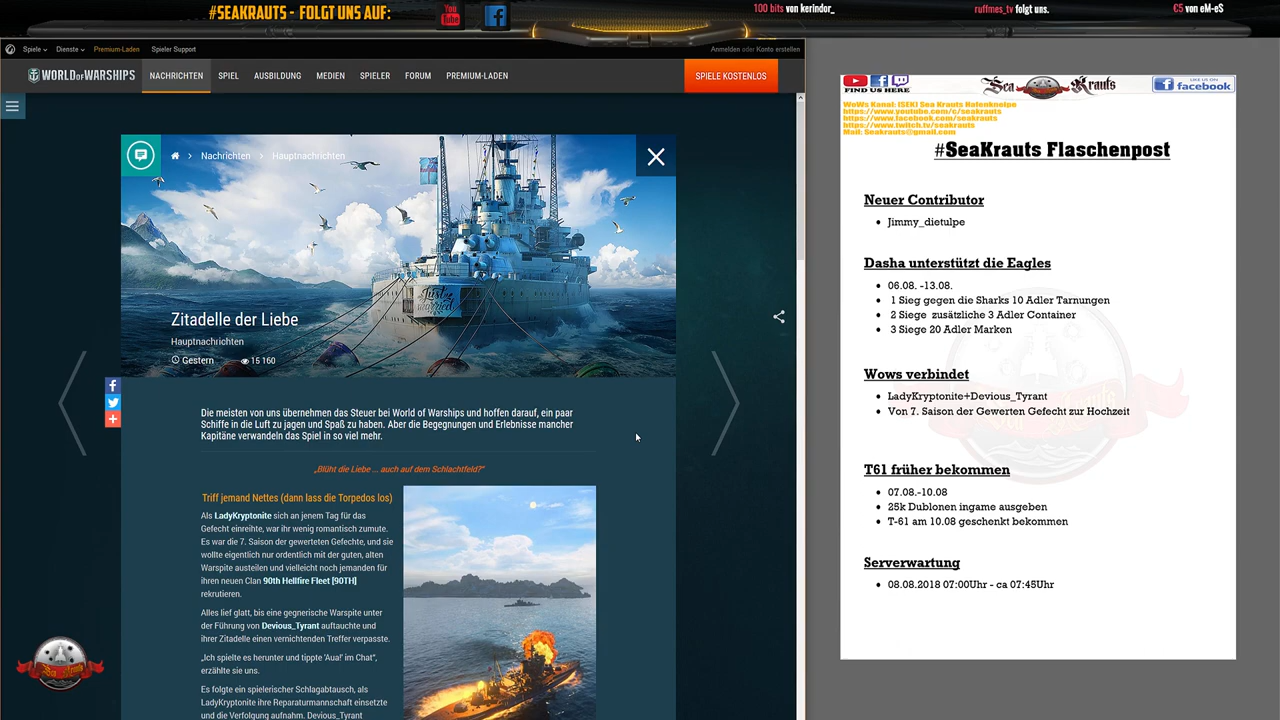 #SEAKRAUTS - FOLGT UNS AUF:
You Tube
100 bits von kerindor_
ruffmes_tv folgt uns.
€5 von eM-e$
Spiele
Dienste
Premium-Laden
Spieler Support
Anmelden oder Konto erstellen
WORLD OF WARSHIPS
NACHRICHTEN
SPIEL
AUSBILDUNG
MEDIEN
SPIELER
FORUM
PREMIUM-LADEN
SPIELE KOSTENLOS
Nachrichten
Hauptnachrichten
Just married
Zitadelle der Liebe
Hauptnachrichten
Gestern
15 160
Die meisten von uns übernehmen das Steuer bei World of Warships und hoffen darauf, ein paar
Schiffe in die Luft zu jagen und Spaß zu haben. Aber die Begegnungen und Erlebnisse mancher
Kapitäne verwandeln das Spiel in so viel mehr.
„Blüht die Liebe ... auch auf dem Schlachtfeld?"
Triff jemand Nettes (dann lass die Torpedos los)
Als LadyKryptonite sich an jenem Tag für das
Gefecht einreihte, war ihr wenig romantisch zumute.
Es war die 7. Saison der gewerteten Gefechte, und sie
wollte eigentlich nur ordentlich mit der guten, alten
Warspite austeilen und vielleicht noch jemanden für
ihren neuen Clan 90th Hellfire Fleet [90TH]
rekrutieren.
Alles lief glatt, bis eine gegnerische Warspite unter
der Führung von Devious_Tyrant auftauchte und
ihrer Zitadelle einen vernichtenden Treffer verpasste.
„Ich spielte es herunter und tippte 'Aua!' im Chat",
erzählte sie uns.
Es folgte ein spielerischer Schlagabtausch, als
LadyKryptonite ihre Reparaturmannschaft einsetzte
und die Verfolgung aufnahm. Devious_Tyrant
Sea Krauts
FIND US HERE
Sea Krauts
LIKE US ON
facebook
WoWs Kanal: [SEK] Sea Krauts Hafenkneipe
https://www.youtube.com/c/seakrauts
https://www.facebook.com/seakrauts
https://www.twitch.tv/seakrauts
Mail: Seakrauts@gmail.com
#SeaKrauts Flaschenpost
Neuer Contributor
• Jimmy_dietulpe
Dasha unterstützt die Eagles
• 06.08. -13.08.
• 1 Sieg gegen die Sharks 10 Adler Tarnungen
• 2 Siege zusätzliche 3 Adler Container
• 3 Siege 20 Adler Marken
Wows verbindet
• LadyKryptonite+Devious_Tyrant
• Von 7. Saison der Gewerten Gefecht zur Hochzeit
T61 früher bekommen
• 07.08.-10.08
• 25k Dublonen ingame ausgeben
• T-61 am 10.08 geschenkt bekommen
Serverwartung
• 08.08.2018 07:00Uhr - ca 07:45Uhr